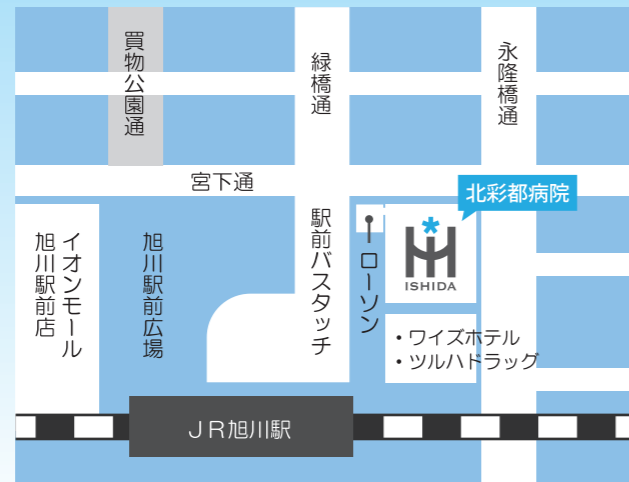 買物公園通
緑橋通
永隆橋通
宮下通
北彩都病院
ISHIDA
イオンモール
旭川駅前店
旭川駅前広場
駅前バスタッチ
ローソン
・ワイズホテル
・ツルハドラッグ
JR旭川駅